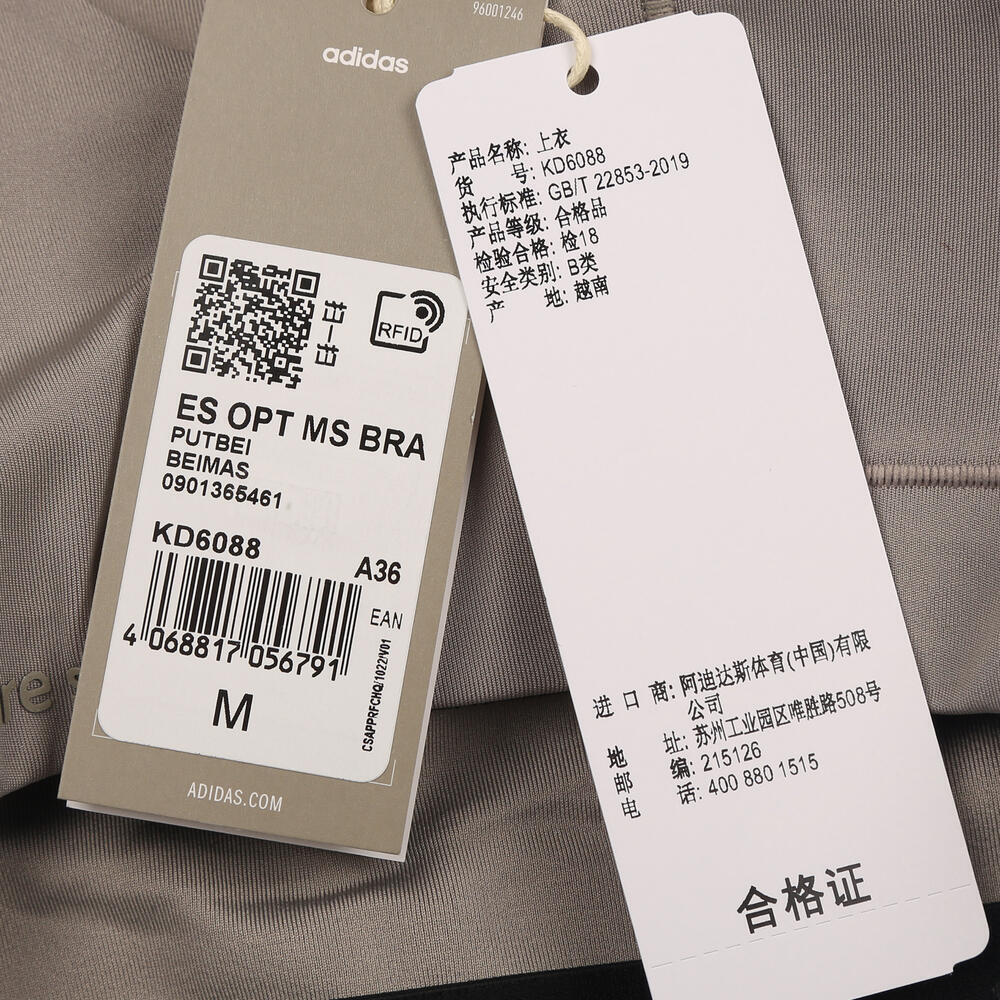 96001246
adidas
RFID
ES OPT MS BRA
PUTBEI
BEIMAS
0901365461
KD6088
A36
EAN
4 068817 056791
CSAPPRFCHQ/1022/V01
M
ADIDAS.COM
产品名称: 上衣
货 号: KD6088
执行标准: GB/T 22853-2019
产品等级: 合格品
检验合格: 检18
安全类别: B类
产 地: 越南
进 口 商: 阿迪达斯体育(中国)有限
公司
地 址: 苏州工业园区唯胜路508号
邮 编: 215126
电 话: 400 880 1515
合格证
re s